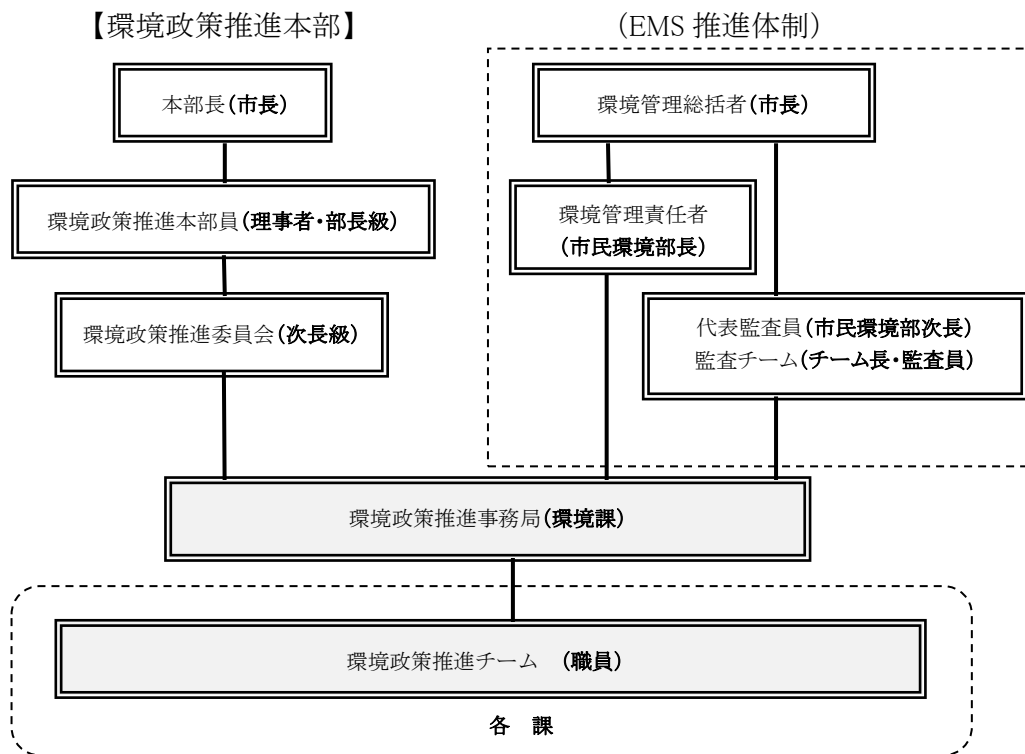 【環境政策推進本部】
（EMS 推進体制）
本部長（市長）
環境政策推進本部員（理事者・部長級）
環境政策推進委員会（次長級）
環境管理総括者（市長）
環境管理責任者
（市民環境部長）
代表監査員（市民環境部次長）
監査チーム（チーム長・監査員）
環境政策推進事務局（環境課）
環境政策推進チーム　（職員）
各　課